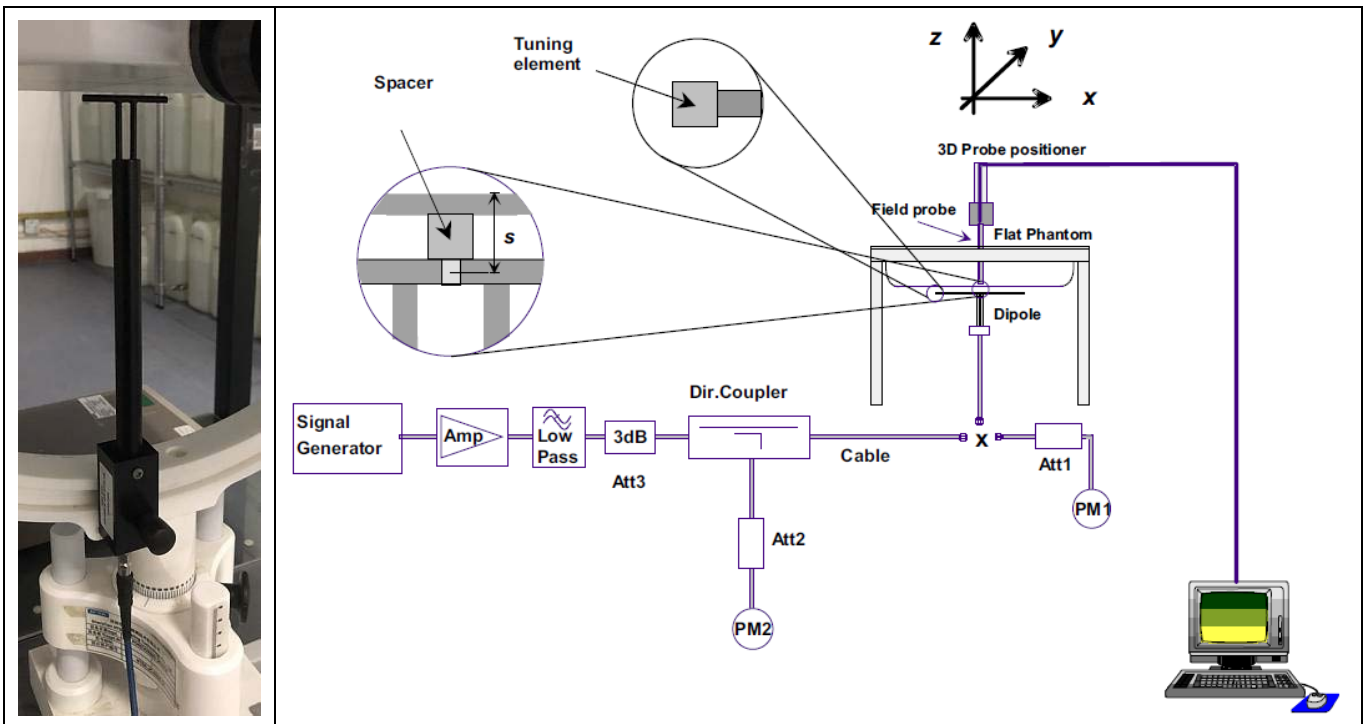 Tuning
element
Spacer
s
z
y
x
3D Probe positioner
Field probe
Flat Phantom
Dipole
Dir.Coupler
Signal
Generator
Amp
Low
Pass
3dB
Att3
Cable
x
Att1
PM1
Att2
PM2